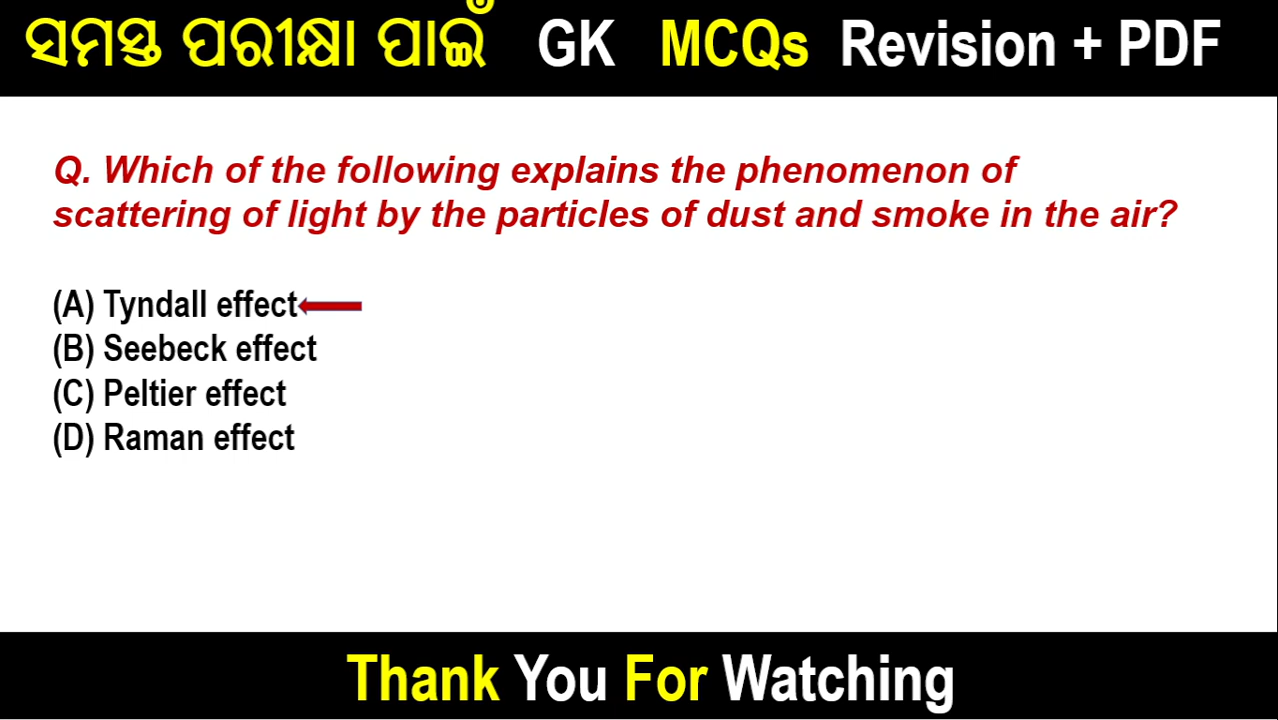 ସମସ୍ତ ପରୀକ୍ଷା ପାଇଁ GK MCQs Revision + PDF
Q. Which of the following explains the phenomenon of
scattering of light by the particles of dust and smoke in the air?
(A) Tyndall effect
(B) Seebeck effect
(C) Peltier effect
(D) Raman effect
Thank You For Watching